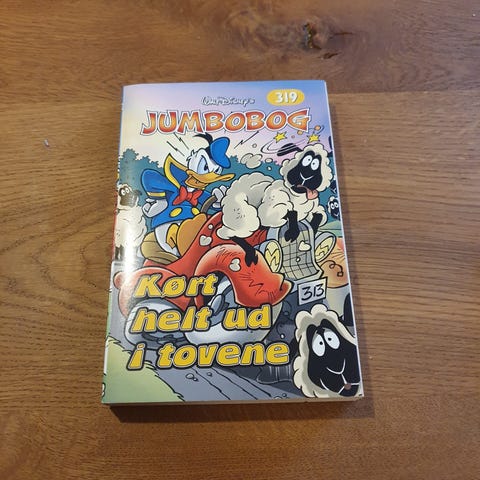 Walt Disney's
319
JUMBOBOG
313
Kørt
helt ud
i tovene